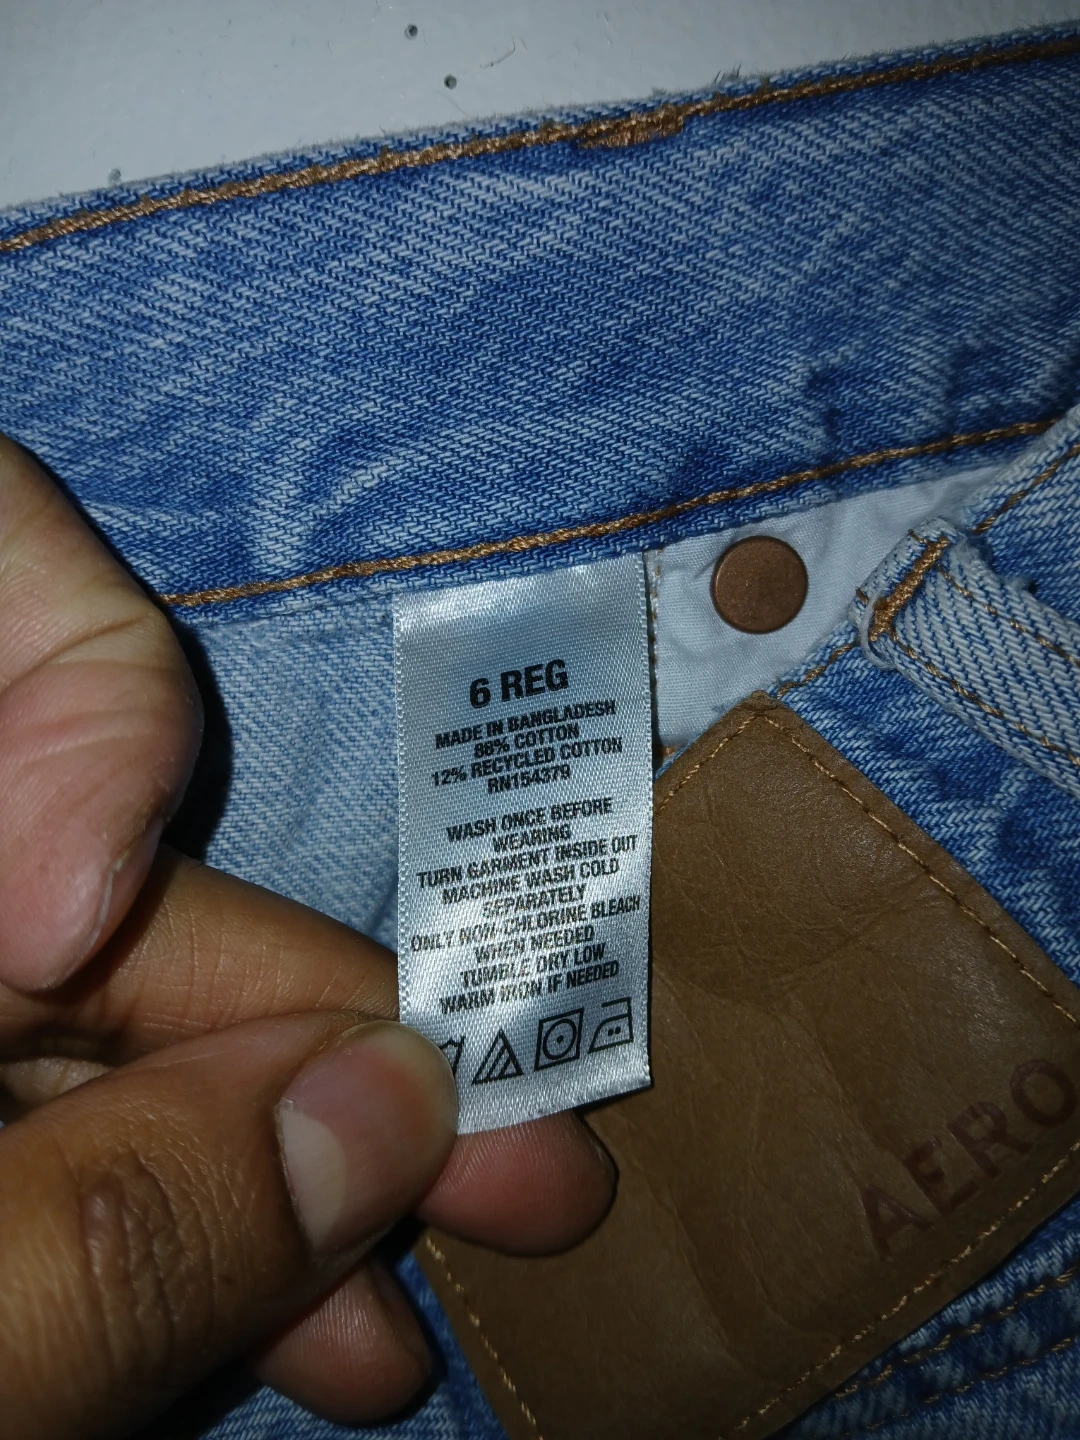 6 REG
MADE IN BANGLADESH
88% COTTON
12% RECYCLED COTTON
RN154379
WASH ONCE BEFORE
WEARING
TURN GARMENT INSIDE OUT
MACHINE WASH COLD
SEPARATELY
ONLY NON-CHLORINE BLEACH
WHEN NEEDED
TUMBLE DRY LOW
WARM IRON IF NEEDED
AERO